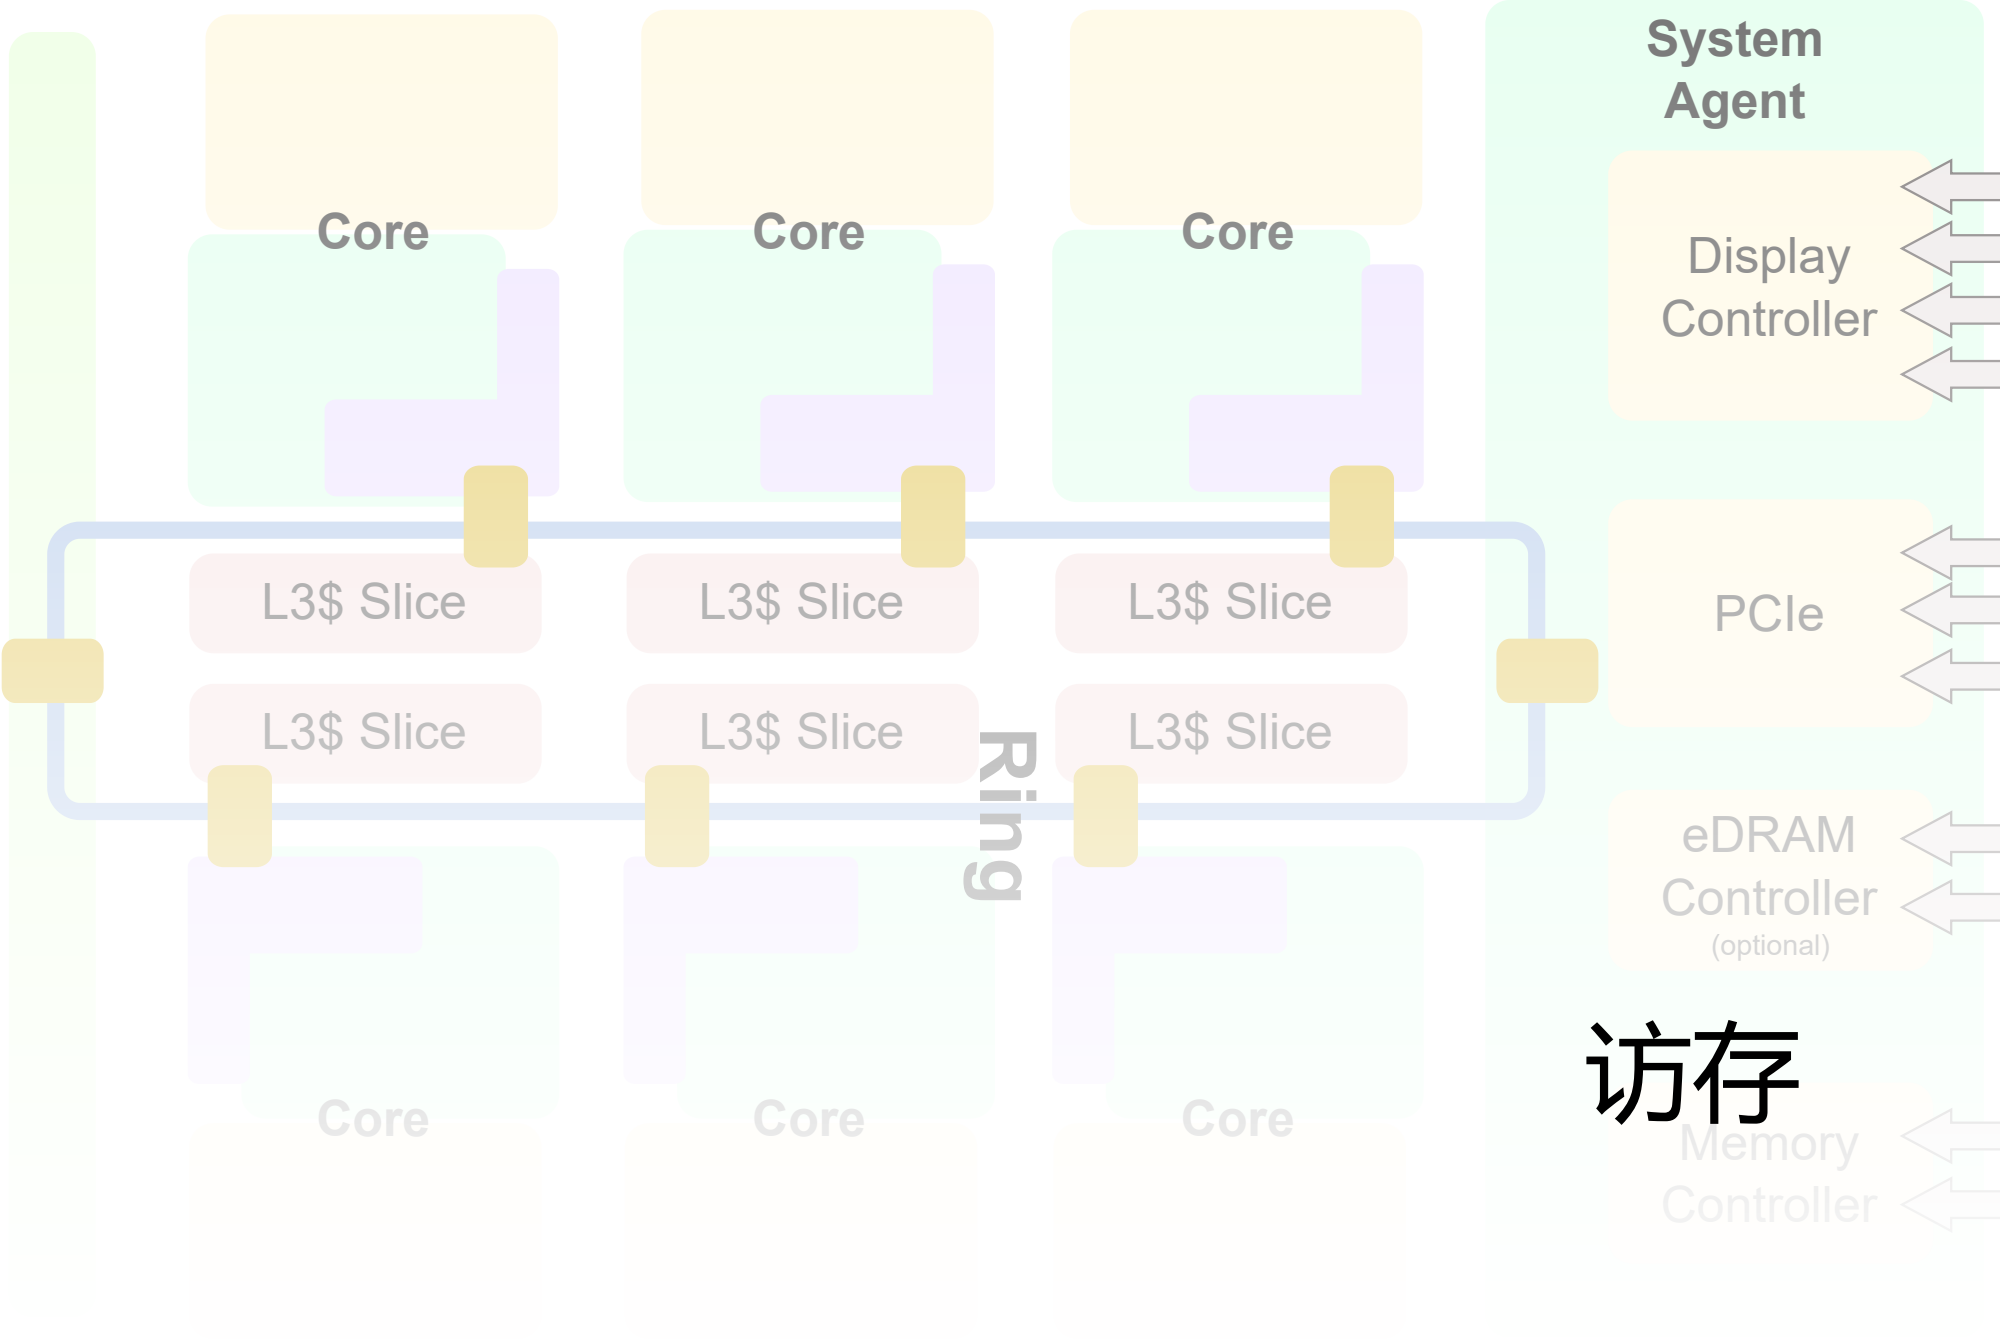 System
Agent
Core
Core
Core
Display
Controller
L3$ Slice
L3$ Slice
L3$ Slice
PCIe
L3$ Slice
L3$ Slice
L3$ Slice
Ring
eDRAM
Controller
(optional)
访存
Core
Core
Core
Memory
Controller